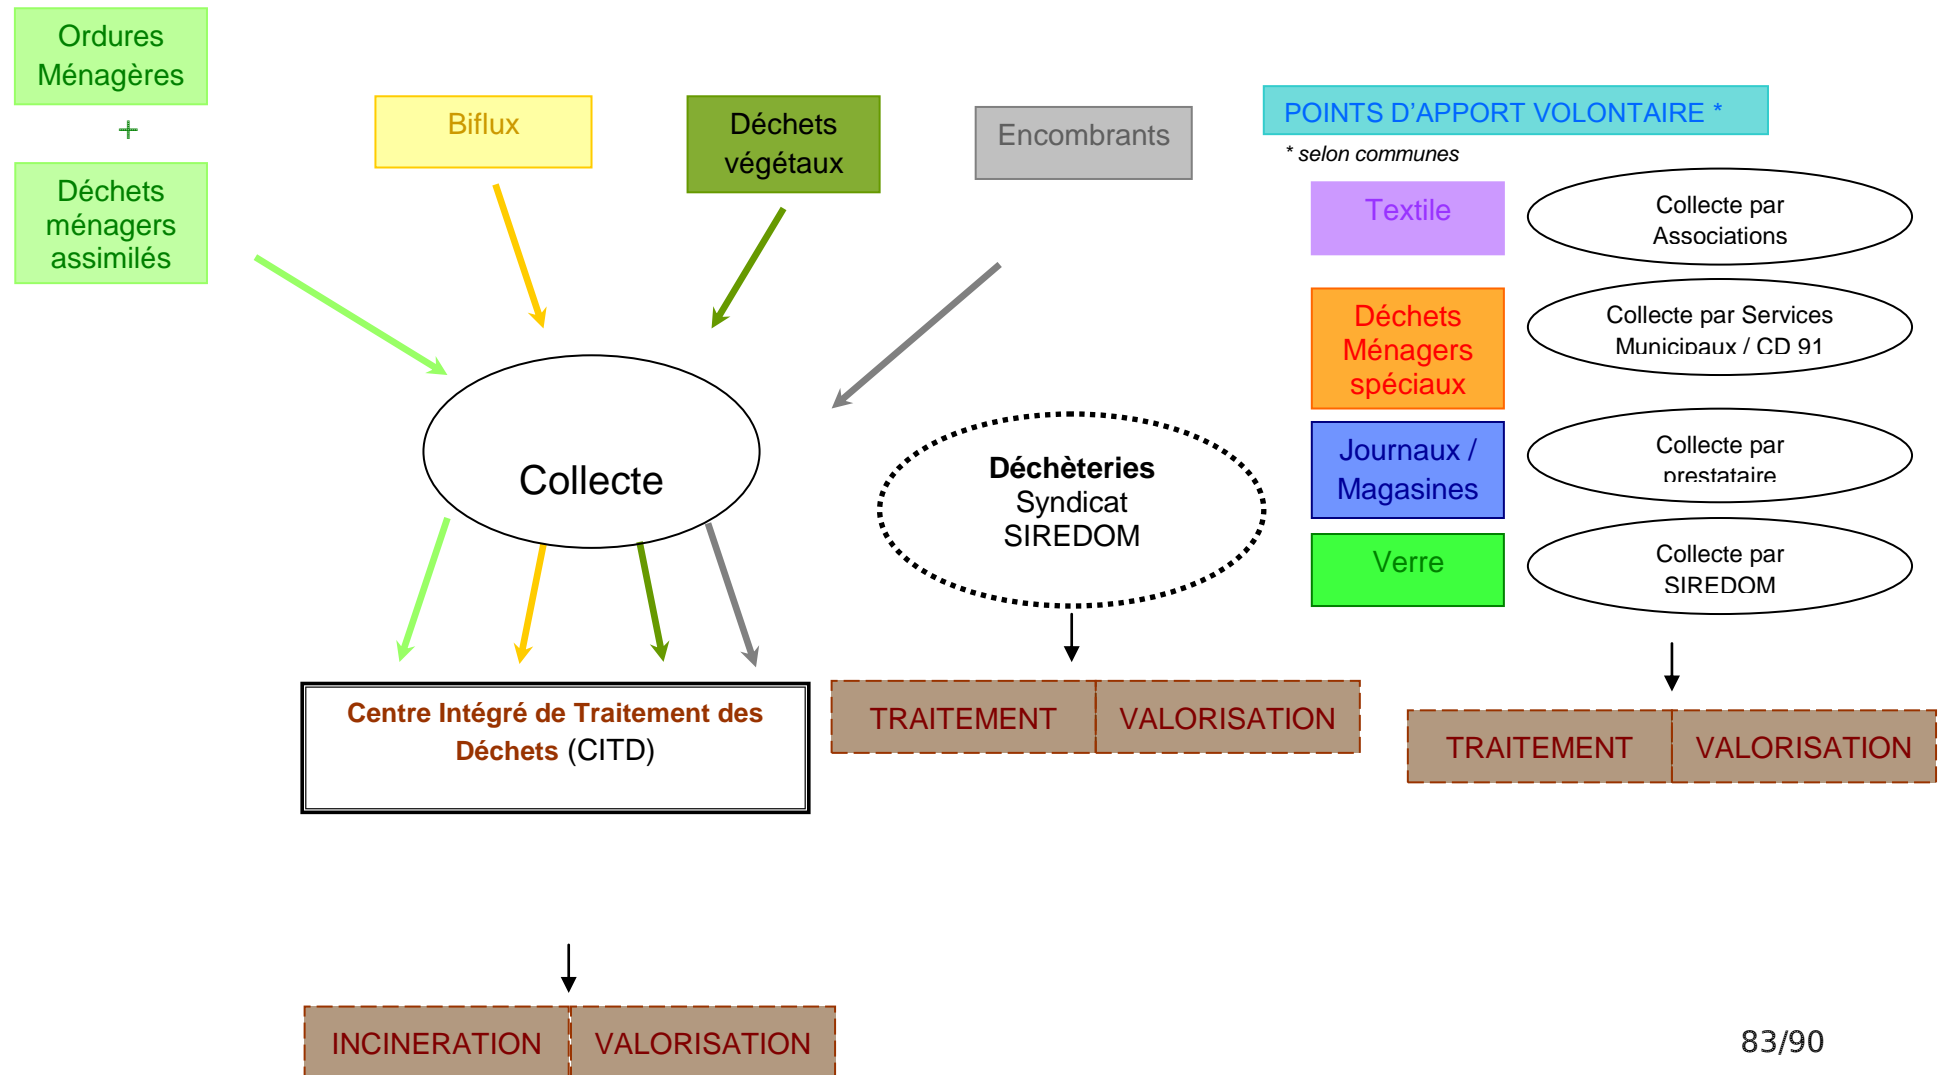 Ordures
Ménagères
+
Déchets
ménagers
assimilés
Biflux
Déchets
végétaux
Encombrants
POINTS D'APPORT VOLONTAIRE *
* selon communes
Textile
Collecte par
Associations
Déchets
Ménagers
spéciaux
Collecte par Services
Municipaux / CD 91
Journaux /
Magasines
Collecte par
prestataire
Verre
Collecte par
SIREDOM
Collecte
Déchèteries
Syndicat
SIREDOM
Centre Intégré de Traitement des
Déchets (CITD)
TRAITEMENT VALORISATION
TRAITEMENT VALORISATION
INCINERATION VALORISATION
83/90